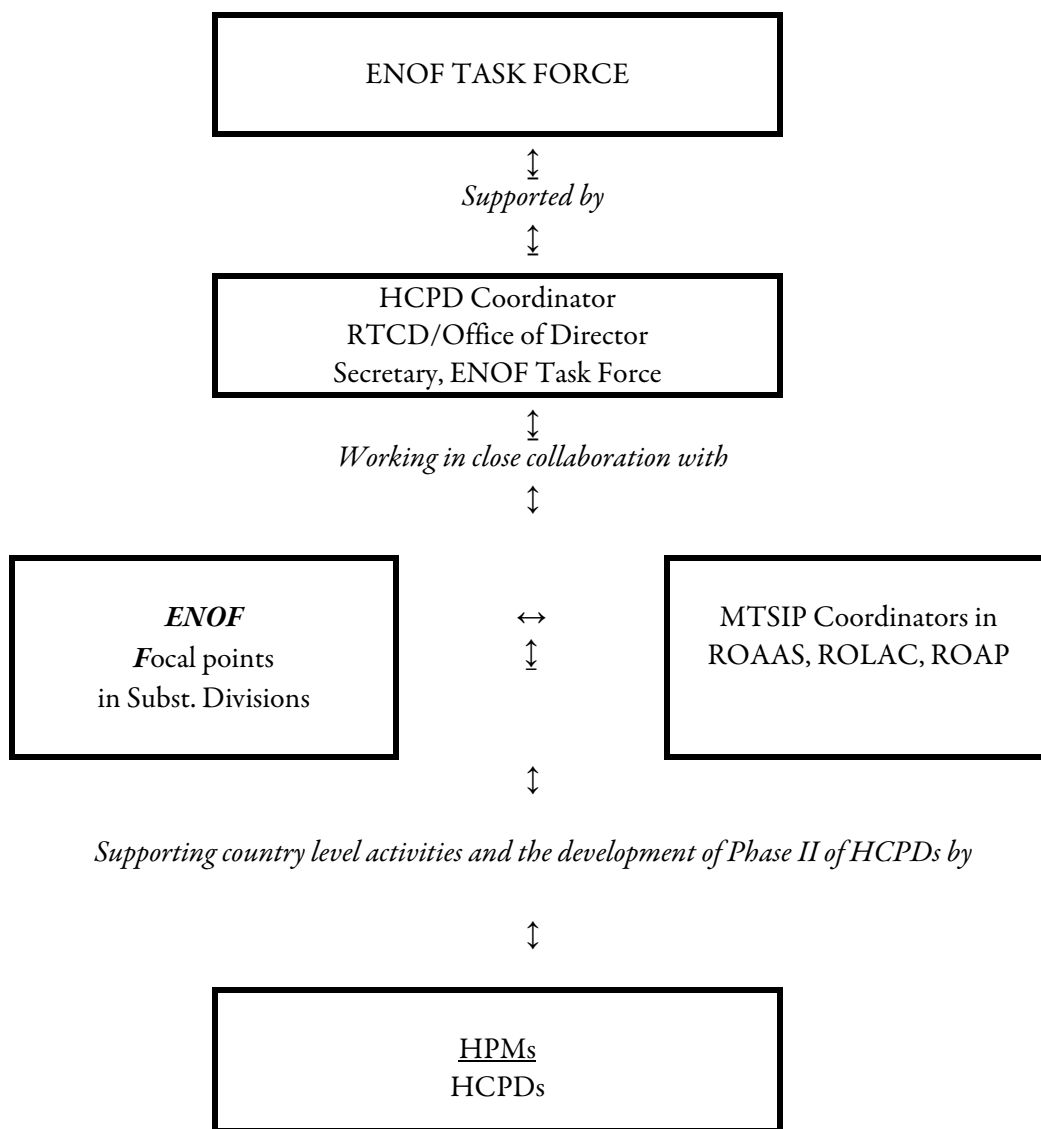 ENOF TASK FORCE
↕
Supported by
↕
HCPD Coordinator
RTCD/Office of Director
Secretary, ENOF Task Force
↕
Working in close collaboration with
↕
ENOF
Focal points
in Subst. Divisions
↔
↕
MTSIP Coordinators in
ROAAS, ROLAC, ROAP
↕
Supporting country level activities and the development of Phase II of HCPDs by
↕
HPMs
HCPDs